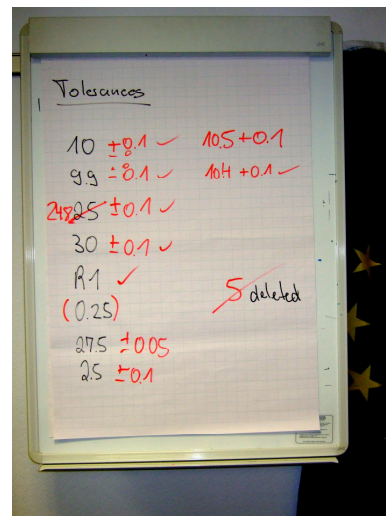 Tolerances
10 ±0.1 ✓ 10.5 +0.1
9.9 ±0.1 ✓ 10.4 +0.1 ✓
24.8 25 ±0.1 ✓
30 ±0.1 ✓
R1 ✓
(0.25)
5 deleted
27.5 ±0.05
2.5 ±0.1